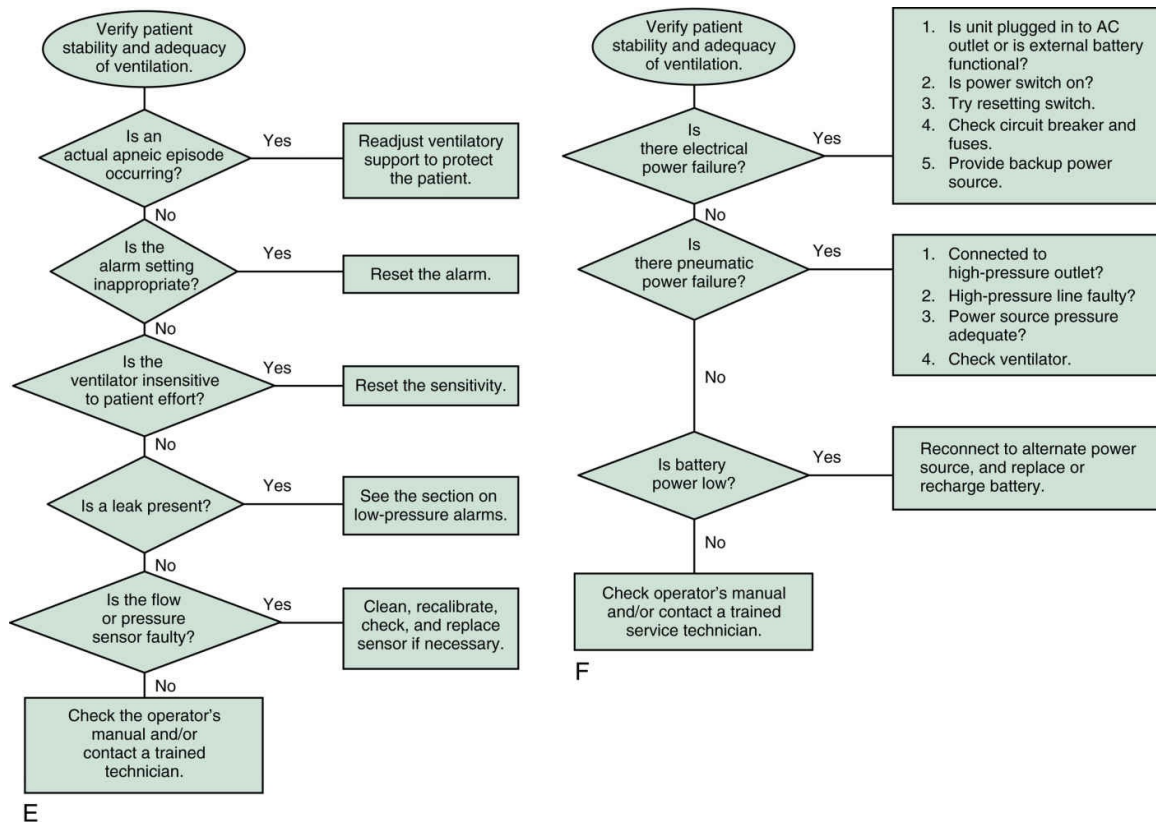 Verify patient
stability and adequacy
of ventilation.
Is an
actual apneic episode
occurring?
Yes
Readjust ventilatory
support to protect
the patient.
No
Is the
alarm setting
inappropriate?
Yes
Reset the alarm.
No
Is the
ventilator insensitive
to patient effort?
Yes
Reset the sensitivity.
No
Is a leak present?
Yes
See the section on
low-pressure alarms.
No
Is the flow
or pressure
sensor faulty?
Yes
Clean, recalibrate,
check, and replace
sensor if necessary.
No
Check the operator's
manual and/or
contact a trained
technician.
E
Verify patient
stability and adequacy
of ventilation.
Is
there electrical
power failure?
Yes
1. Is unit plugged in to AC
outlet or is external battery
functional?
2. Is power switch on?
3. Try resetting switch.
4. Check circuit breaker and
fuses.
5. Provide backup power
source.
No
Is
there pneumatic
power failure?
Yes
1. Connected to
high-pressure outlet?
2. High-pressure line faulty?
3. Power source pressure
adequate?
4. Check ventilator.
No
Is battery
power low?
Yes
Reconnect to alternate power
source, and replace or
recharge battery.
No
Check operator's manual
and/or contact a trained
service technician.
F